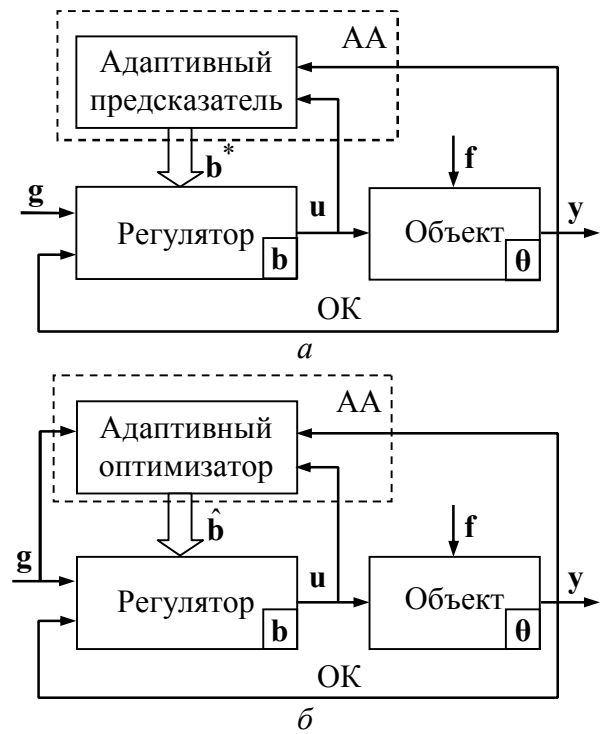 АА
Адаптивный
предсказатель
b*
f
g
u
y
Регулятор
b
Объект
θ
ОК
а
АА
Адаптивный
оптимизатор
b̂
f
g
u
y
Регулятор
b
Объект
θ
ОК
б